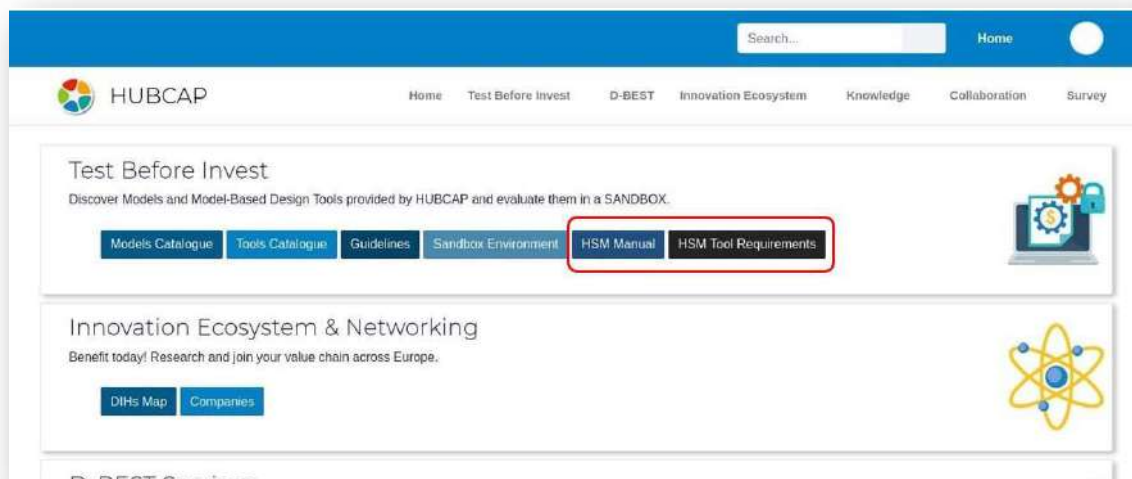 Search... Home
HUBCAP Home Test Before Invest D-BEST Innovation Ecosystem Knowledge Collaboration Survey
Test Before Invest
Discover Models and Model-Based Design Tools provided by HUBCAP and evaluate them in a SANDBOX.
Models Catalogue Tools Catalogue Guidelines Sandbox Environment HSM Manual HSM Tool Requirements
Innovation Ecosystem & Networking
Benefit today! Research and join your value chain across Europe.
DIHs Map Companies